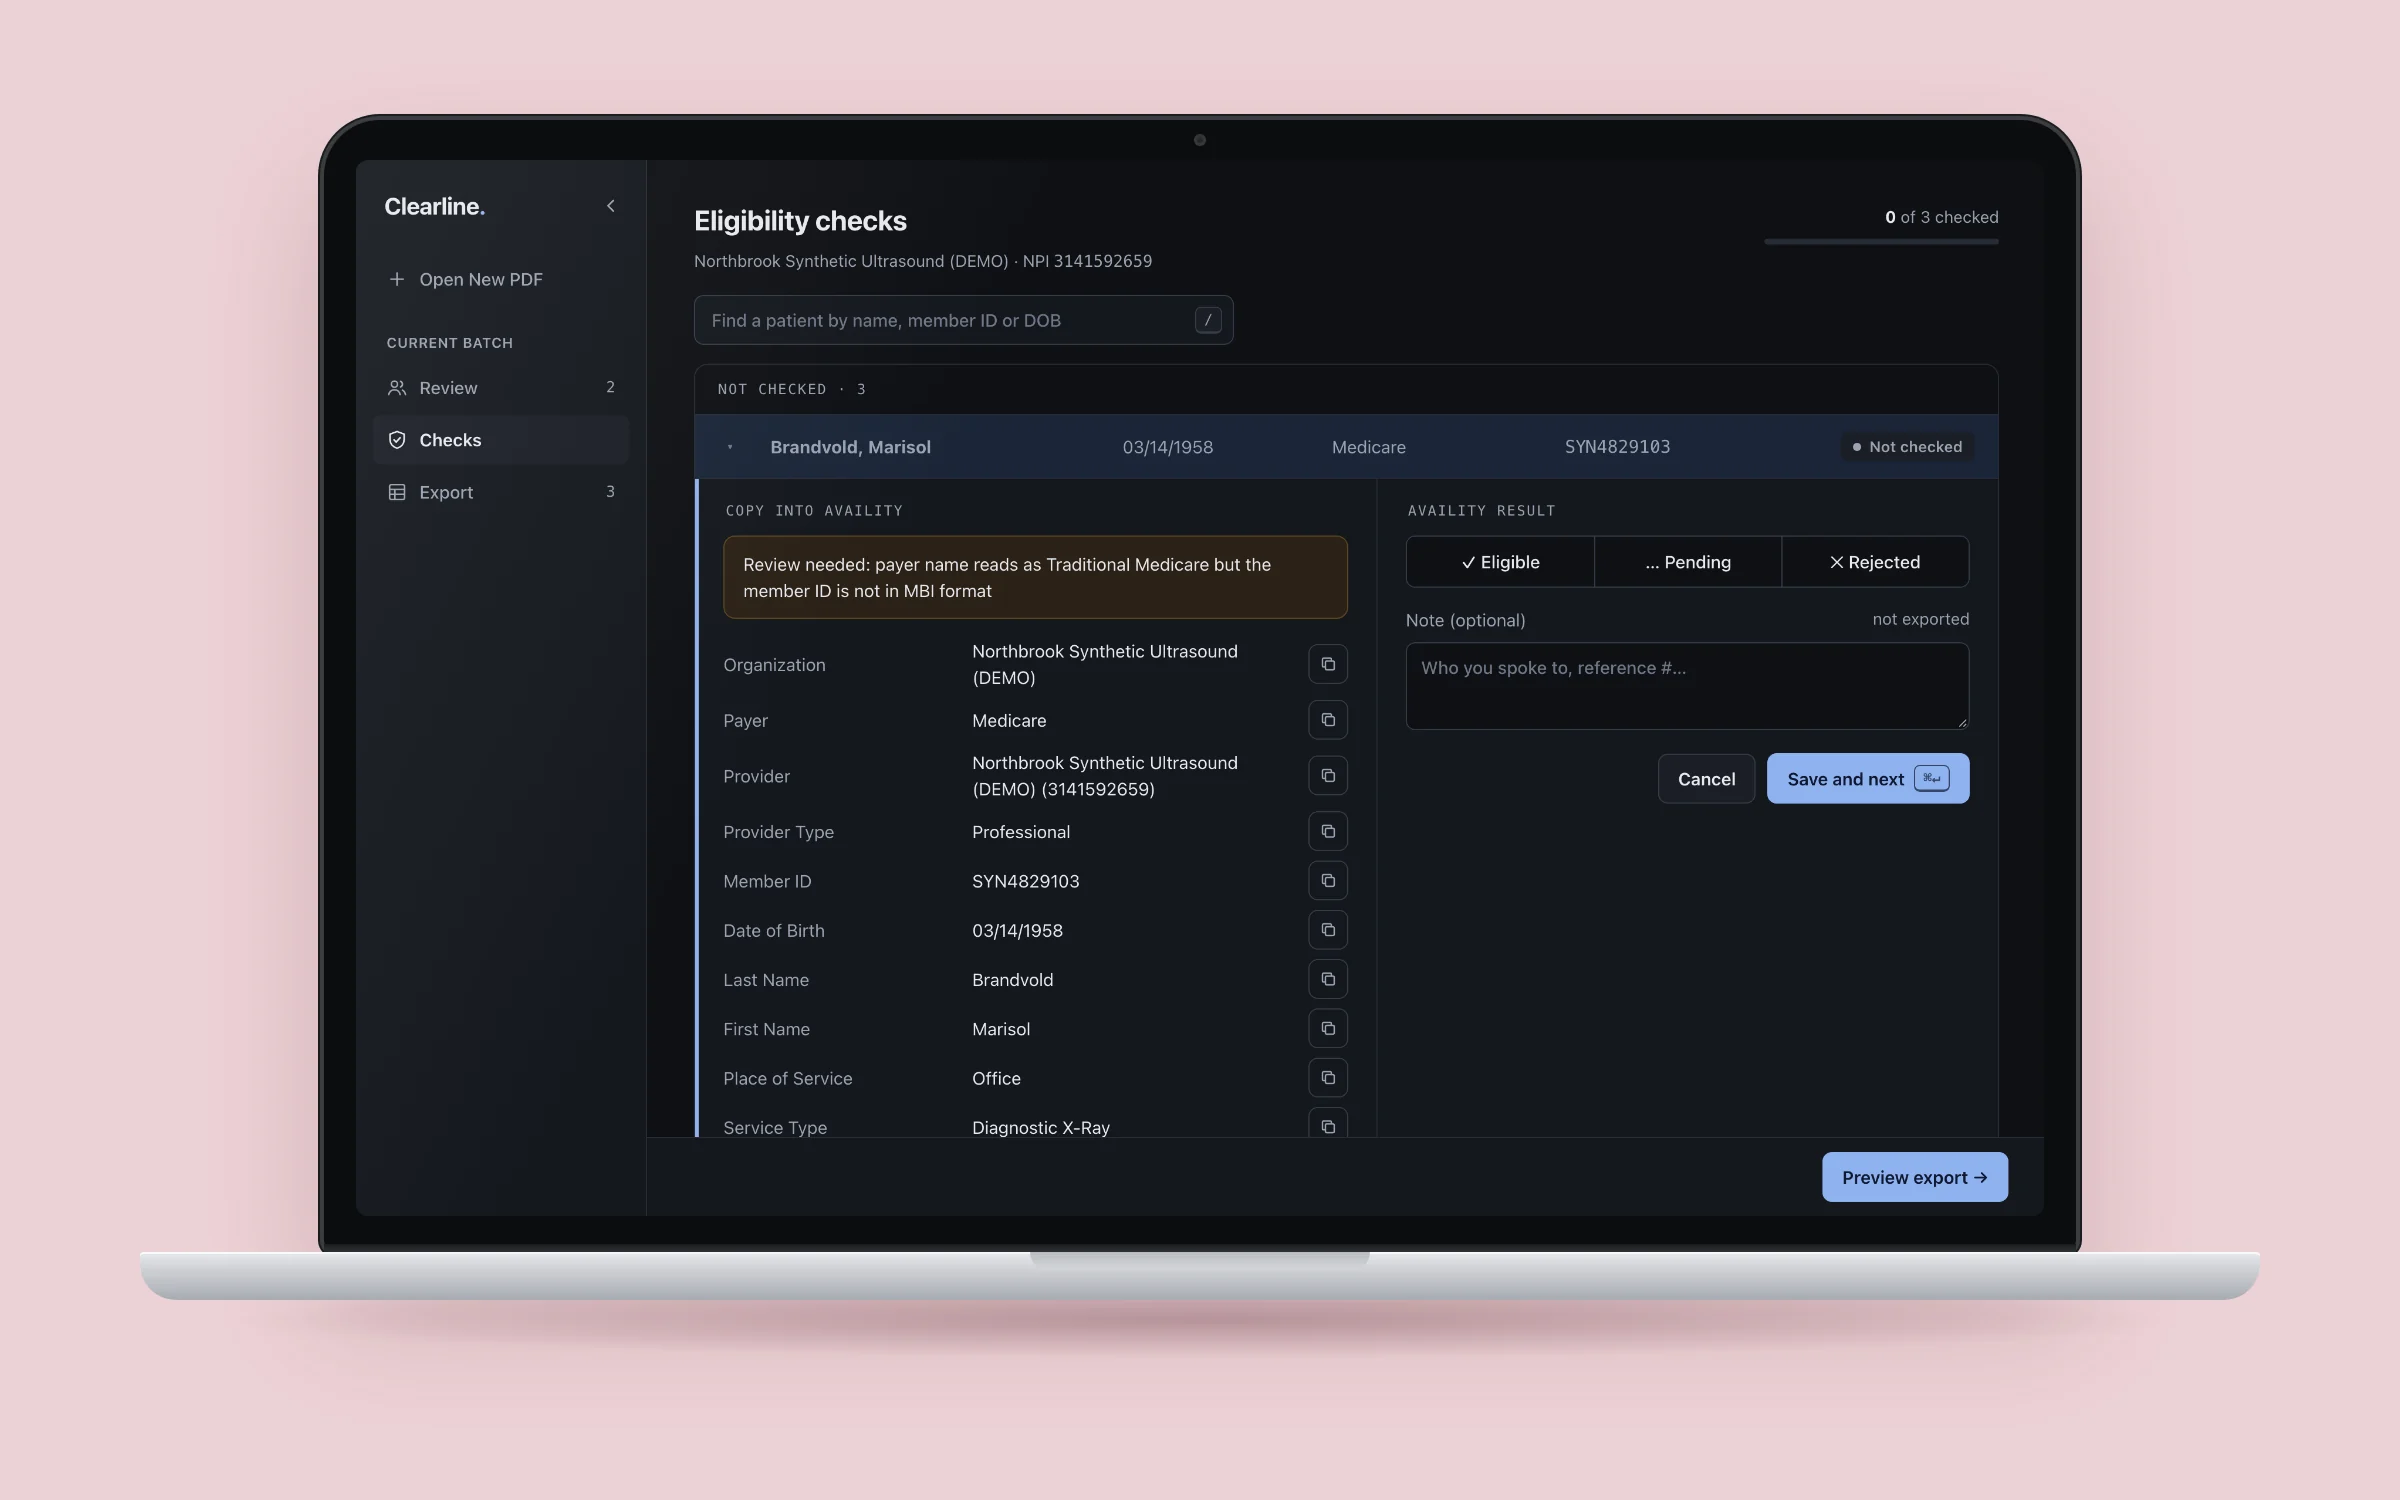 Clearline.
Open New PDF
CURRENT BATCH
Review 2
Checks
Export 3
Eligibility checks
Northbrook Synthetic Ultrasound (DEMO) · NPI 3141592659
0 of 3 checked
Find a patient by name, member ID or DOB /
NOT CHECKED · 3
Brandvold, Marisol 03/14/1958 Medicare SYN4829103 Not checked
COPY INTO AVAILITY
Review needed: payer name reads as Traditional Medicare but the
member ID is not in MBI format
Organization Northbrook Synthetic Ultrasound
(DEMO)
Payer Medicare
Provider Northbrook Synthetic Ultrasound
(DEMO) (3141592659)
Provider Type Professional
Member ID SYN4829103
Date of Birth 03/14/1958
Last Name Brandvold
First Name Marisol
Place of Service Office
Service Type Diagnostic X-Ray
AVAILITY RESULT
✓ Eligible ... Pending ✕ Rejected
Note (optional) not exported
Who you spoke to, reference #...
Cancel Save and next ⌘↵
Preview export →